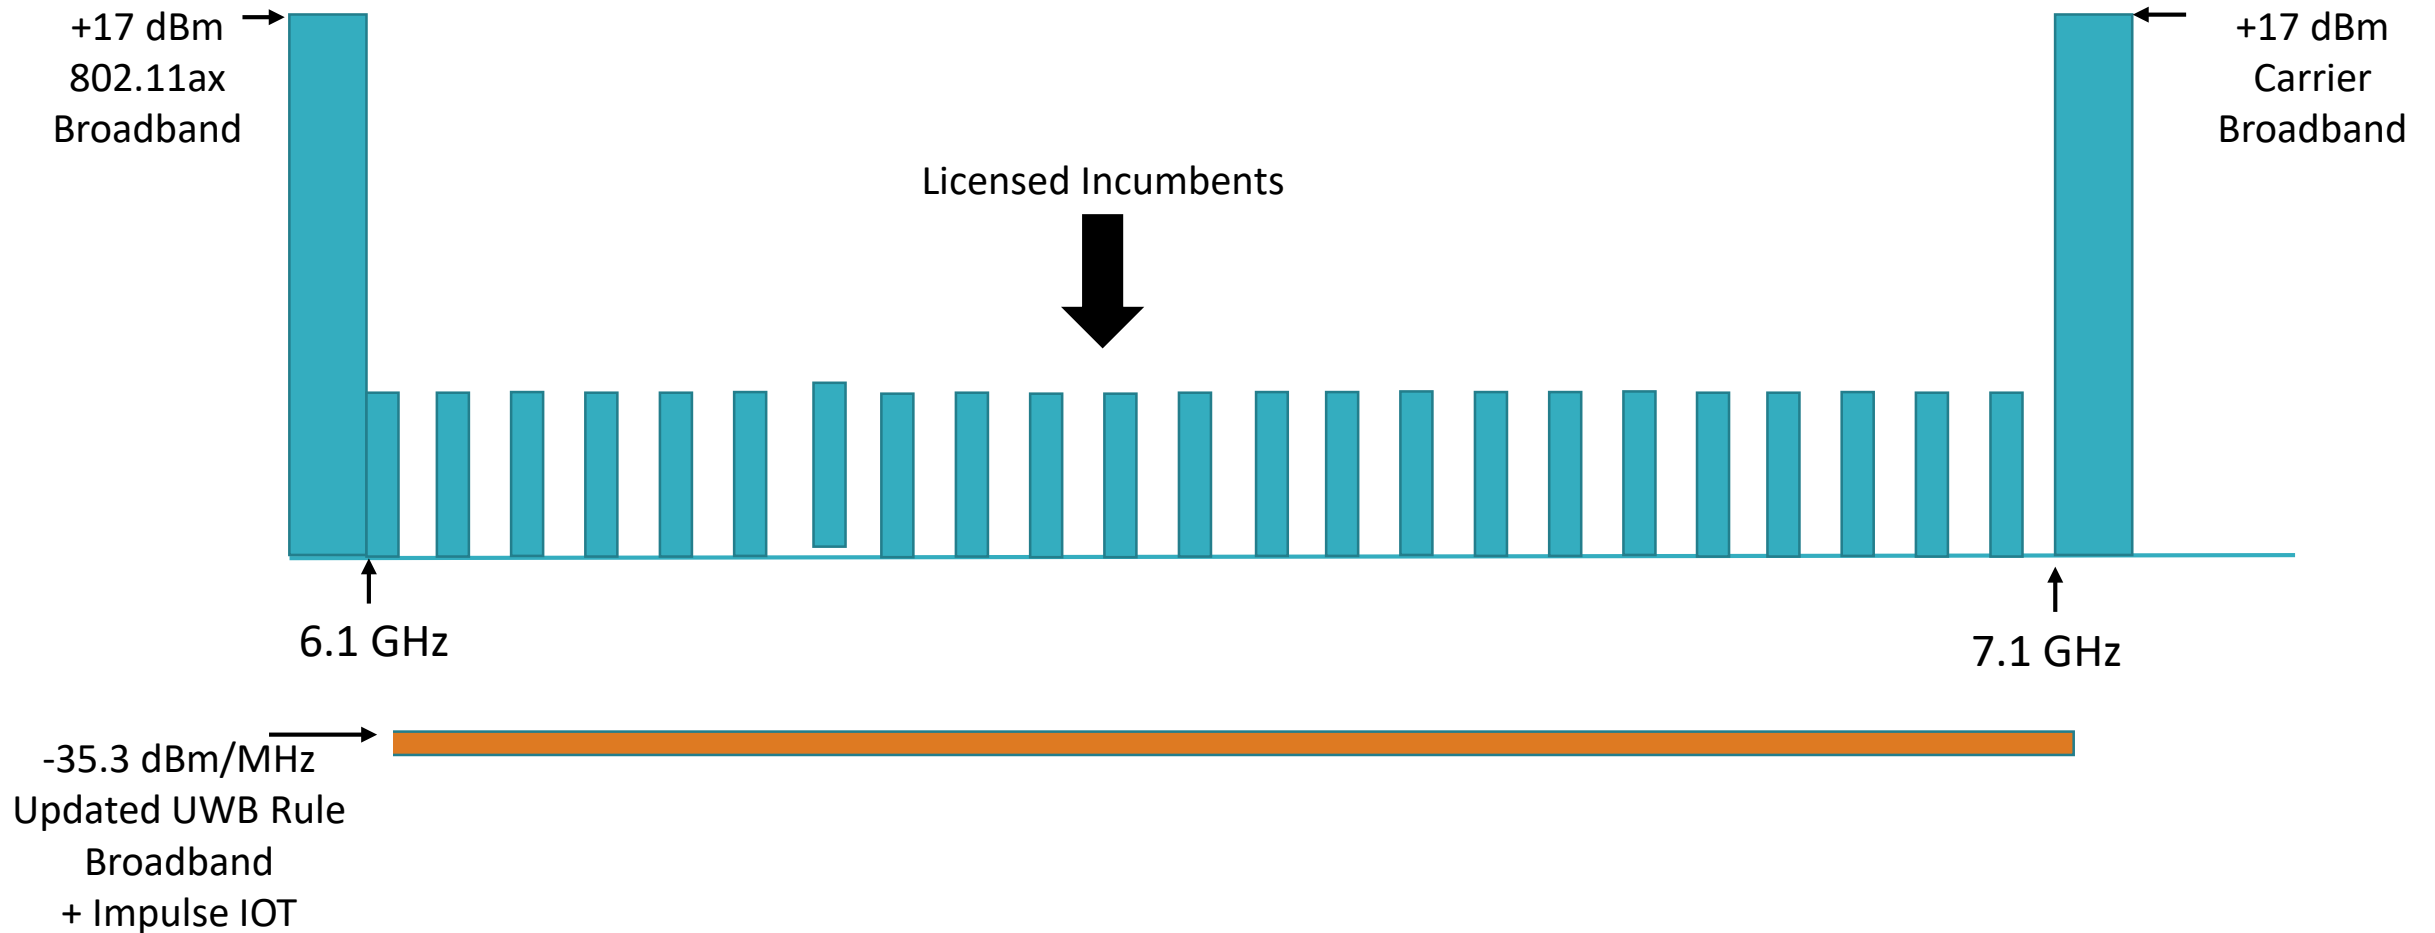 +17 dBm
802.11ax
Broadband
+17 dBm
Carrier
Broadband
Licensed Incumbents
6.1 GHz
7.1 GHz
-35.3 dBm/MHz
Updated UWB Rule
Broadband
+ Impulse IOT